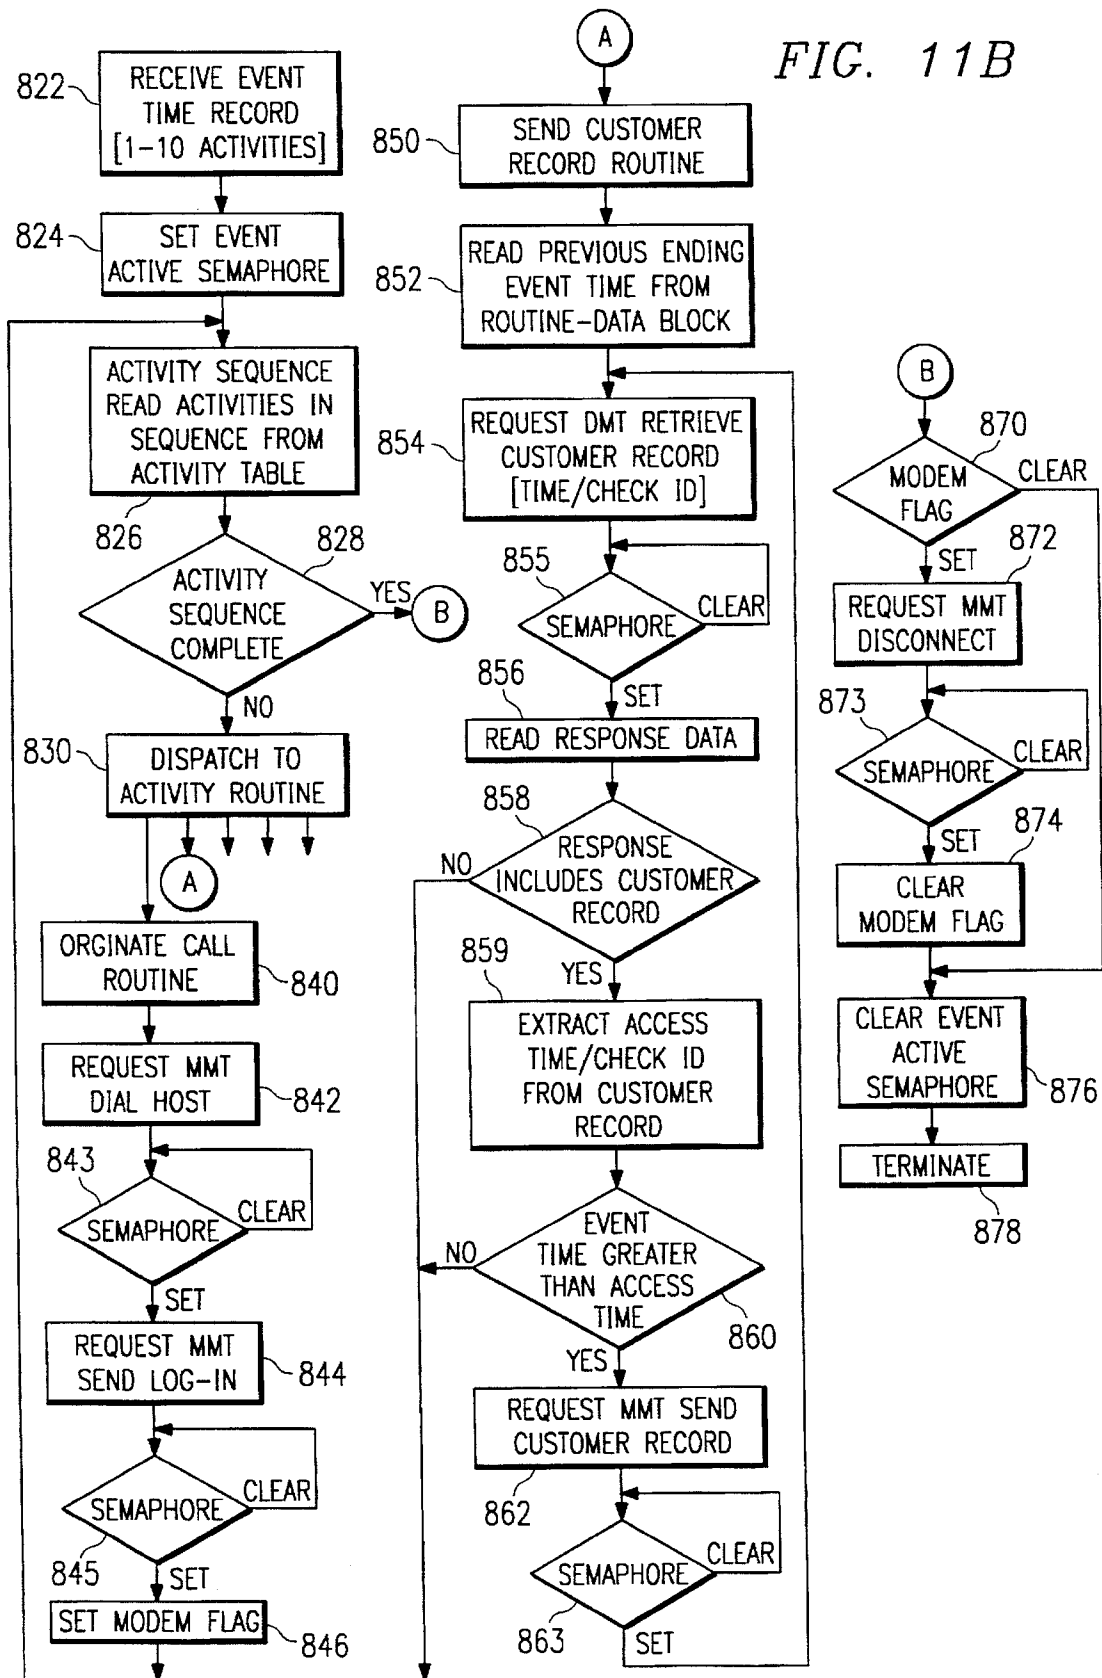 FIG. 11B
822
RECEIVE EVENT
TIME RECORD
[1-10 ACTIVITIES]
824
SET EVENT
ACTIVE SEMAPHORE
ACTIVITY SEQUENCE
READ ACTIVITIES IN
SEQUENCE FROM
ACTIVITY TABLE
826
828
ACTIVITY
SEQUENCE
COMPLETE
YES
B
NO
830
DISPATCH TO
ACTIVITY ROUTINE
A
ORGINATE CALL
ROUTINE
840
REQUEST MMT
DIAL HOST
842
843
SEMAPHORE
CLEAR
SET
REQUEST MMT
SEND LOG-IN
844
SEMAPHORE
CLEAR
845
SET
SET MODEM FLAG
846
A
850
SEND CUSTOMER
RECORD ROUTINE
852
READ PREVIOUS ENDING
EVENT TIME FROM
ROUTINE-DATA BLOCK
854
REQUEST DMT RETRIEVE
CUSTOMER RECORD
[TIME/CHECK ID]
855
SEMAPHORE
CLEAR
856
SET
READ RESPONSE DATA
858
RESPONSE
INCLUDES CUSTOMER
RECORD
NO
859
YES
EXTRACT ACCESS
TIME/CHECK ID
FROM CUSTOMER
RECORD
EVENT
TIME GREATER
THAN ACCESS
TIME
NO
860
YES
REQUEST MMT SEND
CUSTOMER RECORD
862
SEMAPHORE
CLEAR
863
SET
B
870
MODEM
FLAG
CLEAR
SET
872
REQUEST MMT
DISCONNECT
873
SEMAPHORE
CLEAR
SET
874
CLEAR
MODEM FLAG
CLEAR EVENT
ACTIVE
SEMAPHORE
876
TERMINATE
878